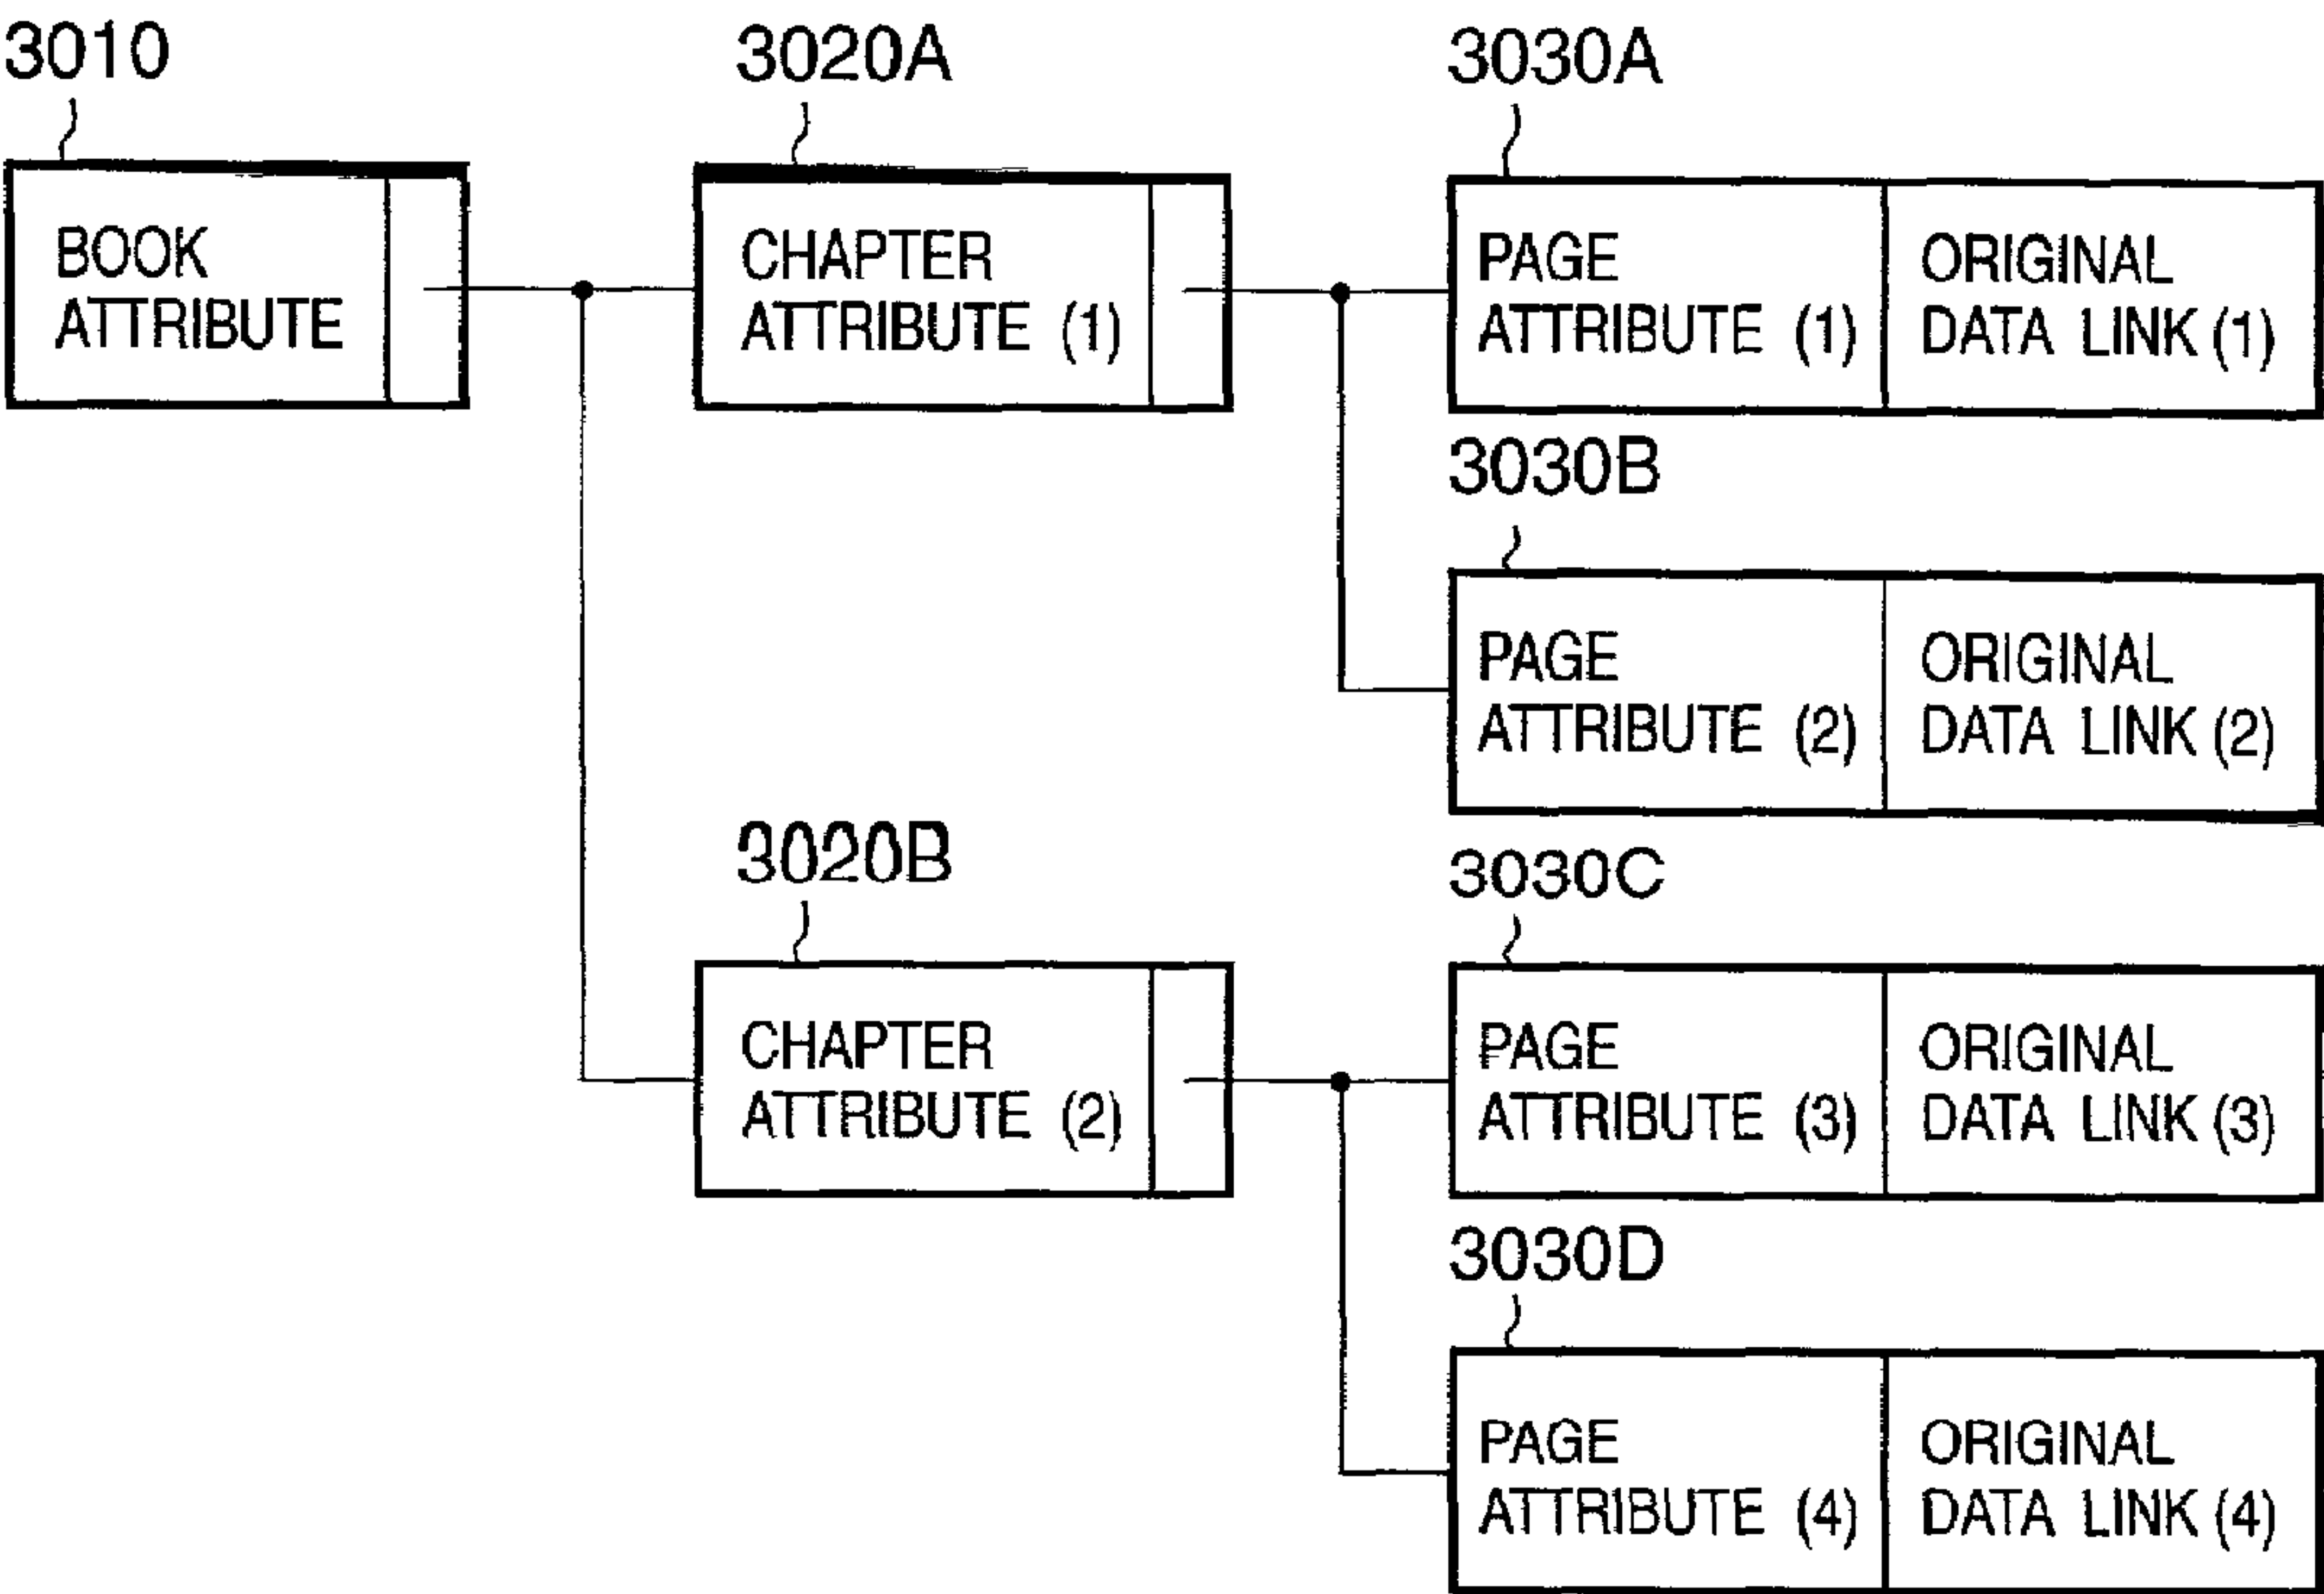 3010
3020A
3030A
BOOK
ATTRIBUTE
CHAPTER
ATTRIBUTE (1)
PAGE
ATTRIBUTE (1)
ORIGINAL
DATA LINK (1)
3030B
PAGE
ATTRIBUTE (2)
ORIGINAL
DATA LINK (2)
3020B
3030C
CHAPTER
ATTRIBUTE (2)
PAGE
ATTRIBUTE (3)
ORIGINAL
DATA LINK (3)
3030D
PAGE
ATTRIBUTE (4)
ORIGINAL
DATA LINK (4)